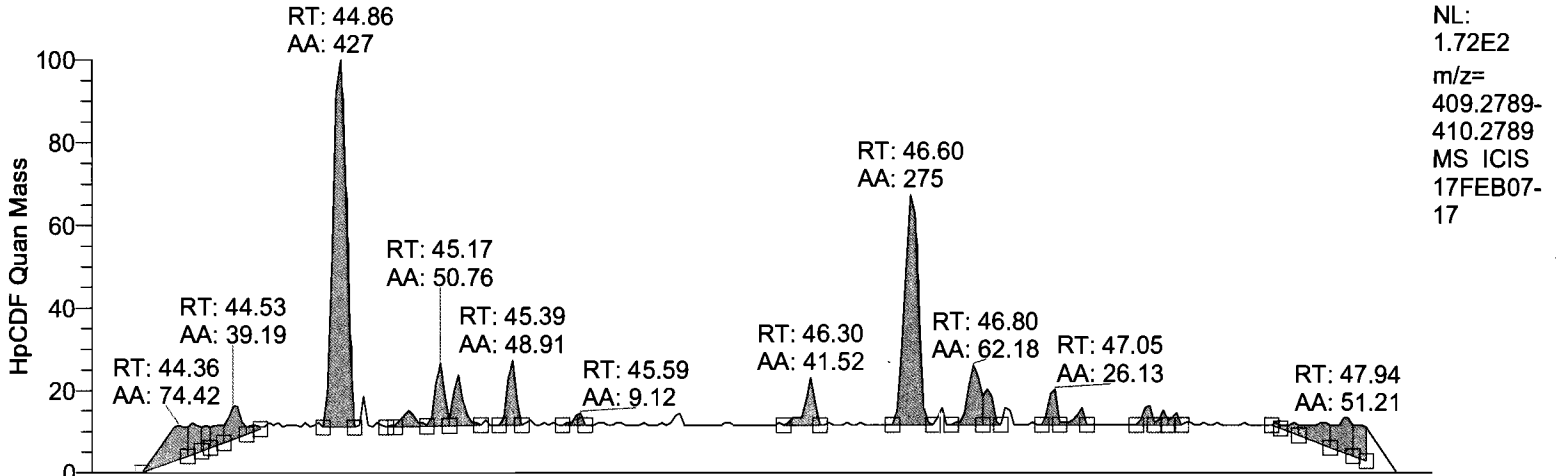 RT: 44.86
AA: 427
NL:
1.72E2
m/z=
409.2789-
410.2789
MS ICIS
17FEB07-
17
HpCDF Quan Mass
100
80
60
40
20
0
RT: 44.36
AA: 74.42
RT: 44.53
AA: 39.19
RT: 45.17
AA: 50.76
RT: 45.39
AA: 48.91
RT: 45.59
AA: 9.12
RT: 46.30
AA: 41.52
RT: 46.60
AA: 275
RT: 46.80
AA: 62.18
RT: 47.05
AA: 26.13
RT: 47.94
AA: 51.21